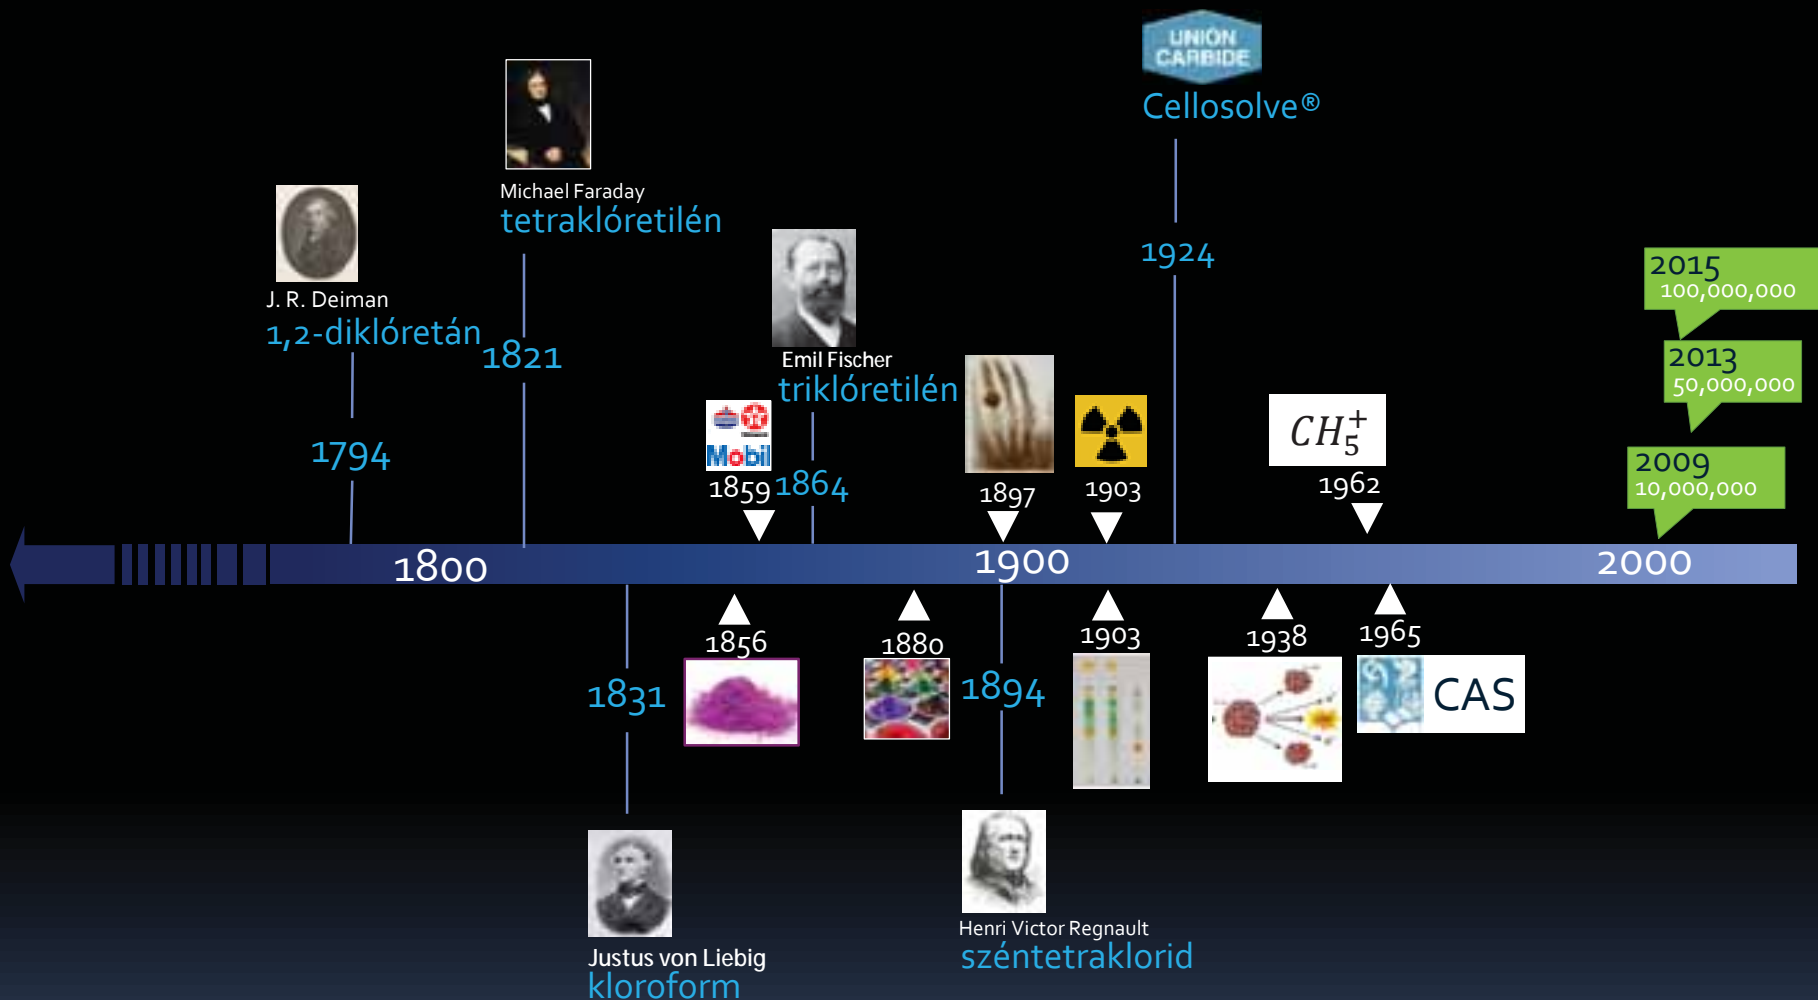 UNION
CARBIDE
Cellosolve®
Michael Faraday
tetraklóretilén
J. R. Deiman
1,2-diklóretán
1821
1794
Emil Fischer
triklóretilén
Mobil
1859
1864
1897
1903
1924
CH₅⁺
1962
2015
100,000,000
2013
50,000,000
2009
10,000,000
1800
1900
2000
1831
1856
1880
1894
1903
1938
1965
CAS
Justus von Liebig
kloroform
Henri Victor Regnault
széntetraklorid